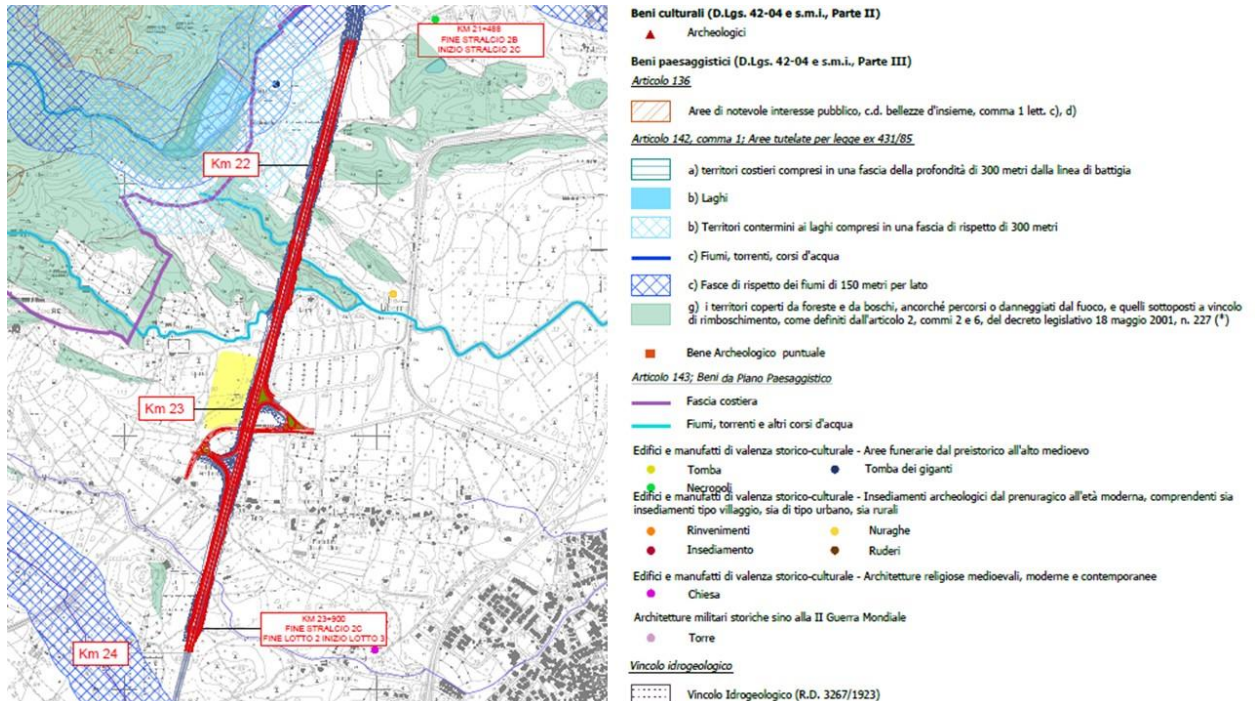 KM 21+488
FINE STRALCIO 2B
INIZIO STRALCIO 2C
Km 22
Km 23
KM 23+900
FINE STRALCIO 2C
FINE LOTTO 2 INIZIO LOTTO 3
Km 24
Beni culturali (D.Lgs. 42-04 e s.m.i., Parte II)
Archeologici
Beni paesaggistici (D.Lgs. 42-04 e s.m.i., Parte III)
Articolo 136
Aree di notevole interesse pubblico, c.d. bellezze d'insieme, comma 1 lett. c), d)
Articolo 142, comma 1; Aree tutelate per legge ex 431/85
a) territori costieri compresi in una fascia della profondità di 300 metri dalla linea di battigia
b) Laghi
b) Territori contermini ai laghi compresi in una fascia di rispetto di 300 metri
c) Fiumi, torrenti, corsi d'acqua
c) Fasce di rispetto dei fiumi di 150 metri per lato
g) i territori coperti da foreste e da boschi, ancorché percorsi o danneggiati dal fuoco, e quelli sottoposti a vincolo
di rimboschimento, come definiti dall'articolo 2, commi 2 e 6, del decreto legislativo 18 maggio 2001, n. 227 (*)
Bene Archeologico puntuale
Articolo 143; Beni da Piano Paesaggistico
Fascia costiera
Fiumi, torrenti e altri corsi d'acqua
Edifici e manufatti di valenza storico-culturale - Aree funerarie dal preistorico all'alto medioevo
Tomba
Tomba dei giganti
Necropoli
Edifici e manufatti di valenza storico-culturale - Insediamenti archeologici dal prenuragico all'età moderna, comprendenti sia
insediamenti tipo villaggio, sia di tipo urbano, sia rurali
Rinvenimenti
Nuraghe
Insediamento
Ruderi
Edifici e manufatti di valenza storico-culturale - Architetture religiose medioevali, moderne e contemporanee
Chiesa
Architetture militari storiche sino alla II Guerra Mondiale
Torre
Vincolo idrogeologico
Vincolo Idrogeologico (R.D. 3267/1923)